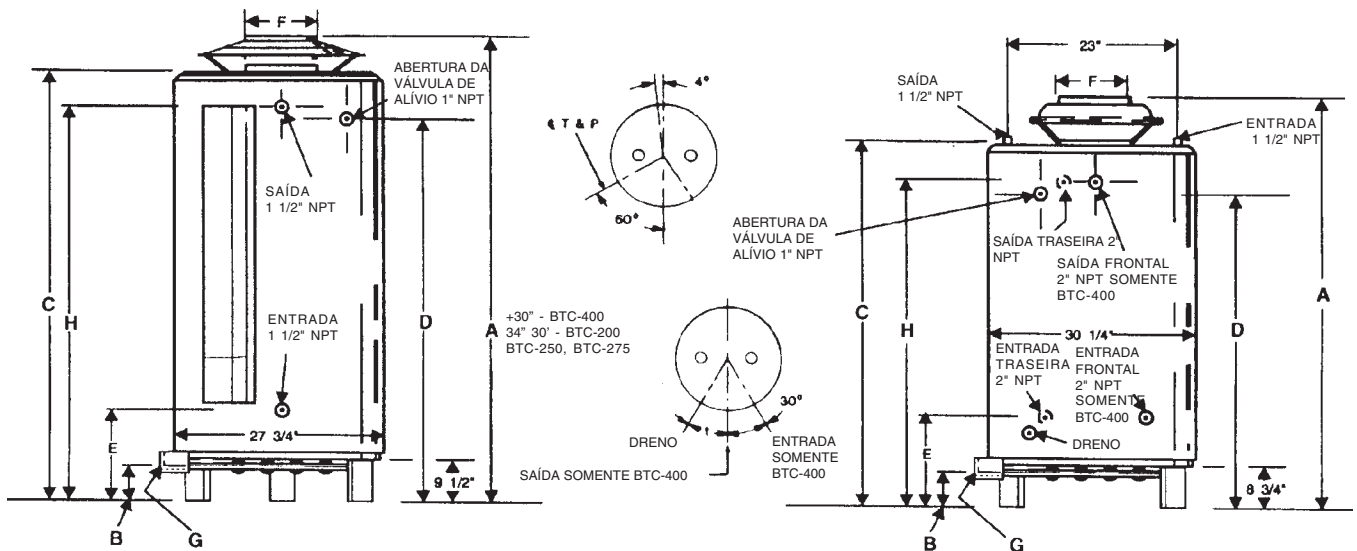 F
ABERTURA DA
VÁLVULA DE
ALÍVIO 1" NPT
SAÍDA
1 1/2" NPT
C
H
ENTRADA
1 1/2" NPT
D
A
E
27 3/4"
9 1/2"
B
G
4°
℄ T & P
60°
+30" - BTC-400
34" 30' - BTC-200
BTC-250, BTC-275
30°
DRENO
ENTRADA
SOMENTE
BTC-400
SAÍDA SOMENTE BTC-400
23"
F
SAÍDA
1 1/2" NPT
ENTRADA
1 1/2" NPT
ABERTURA DA
VÁLVULA DE
ALÍVIO 1" NPT
SAÍDA TRASEIRA 2"
NPT
SAÍDA FRONTAL
2" NPT SOMENTE
BTC-400
C
H
D
A
30 1/4"
ENTRADA
TRASEIRA
2" NPT
ENTRADA
FRONTAL
2" NPT
SOMENTE
BTC-400
E
DRENO
8 3/4"
B
G